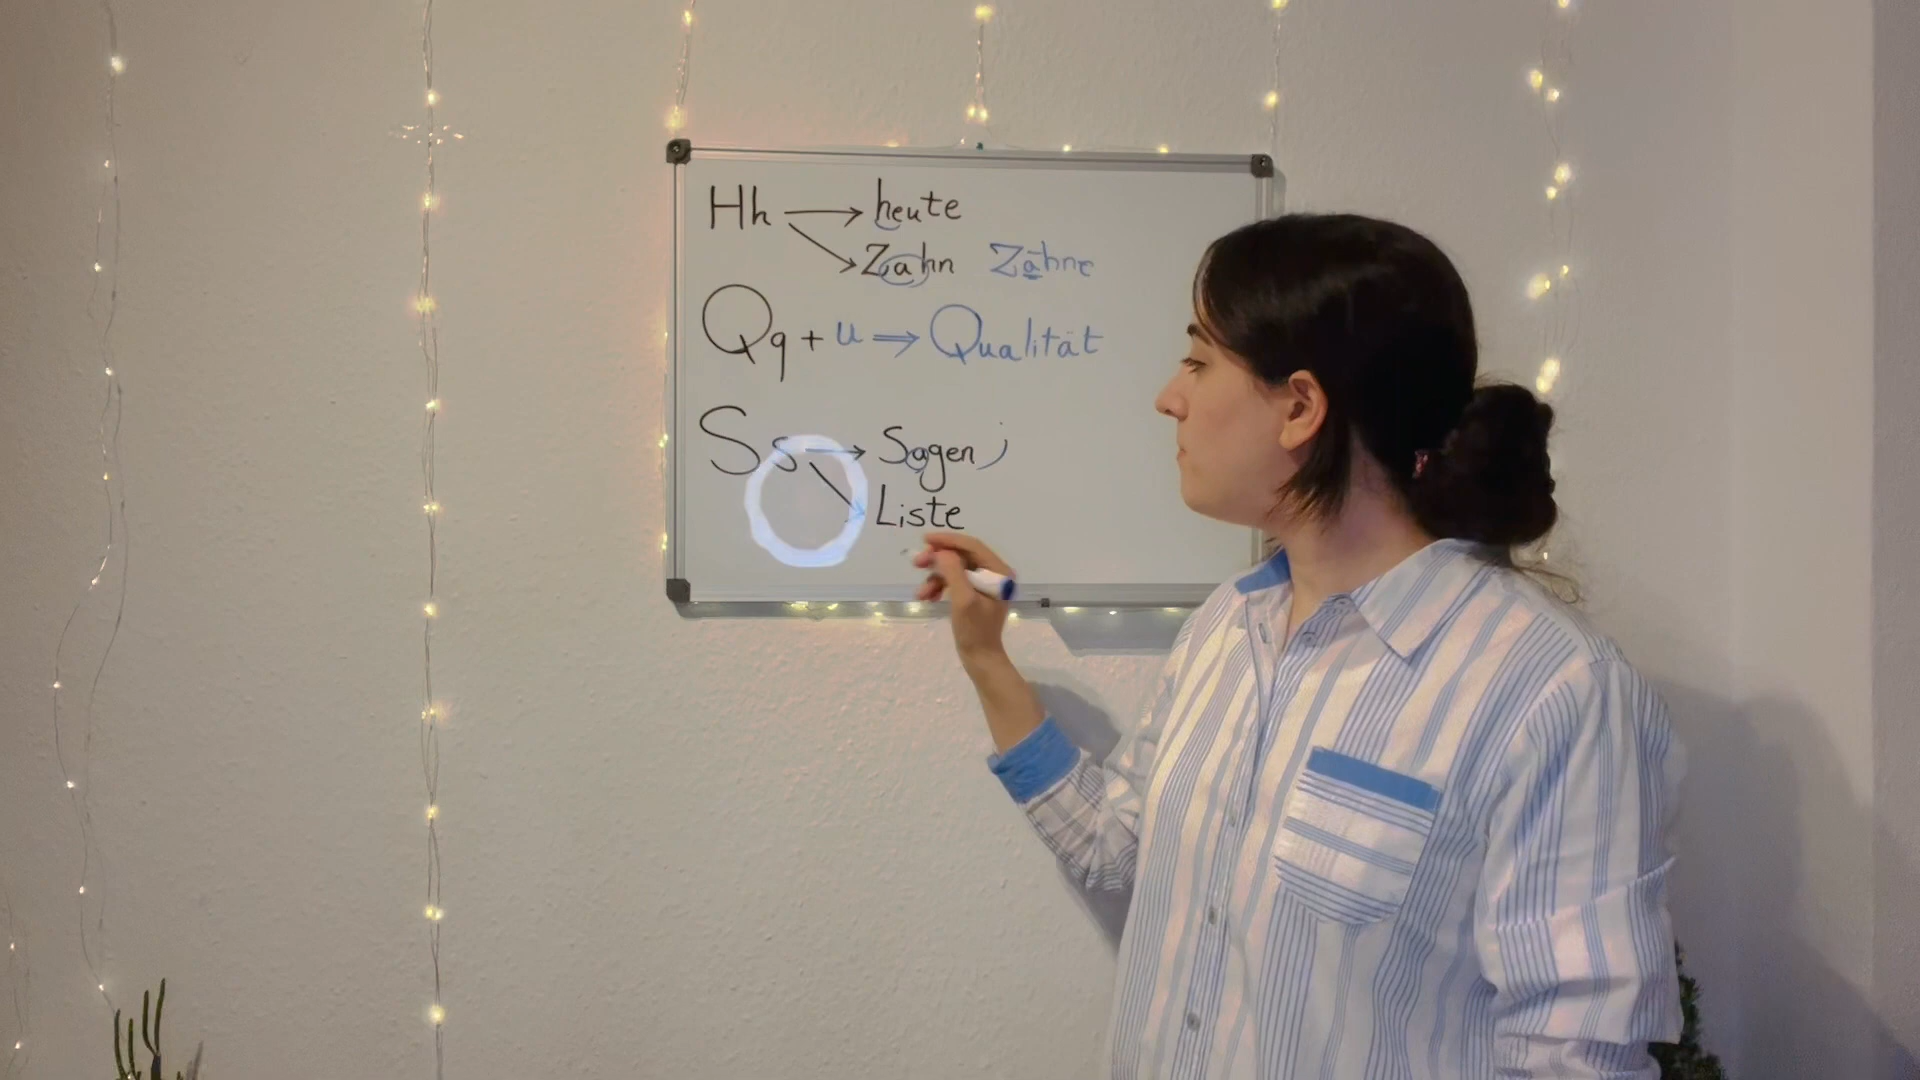 Hh → heute
Zahn Zähne
Qq + u ⇒ Qualität
Ss → Sagen j
Liste